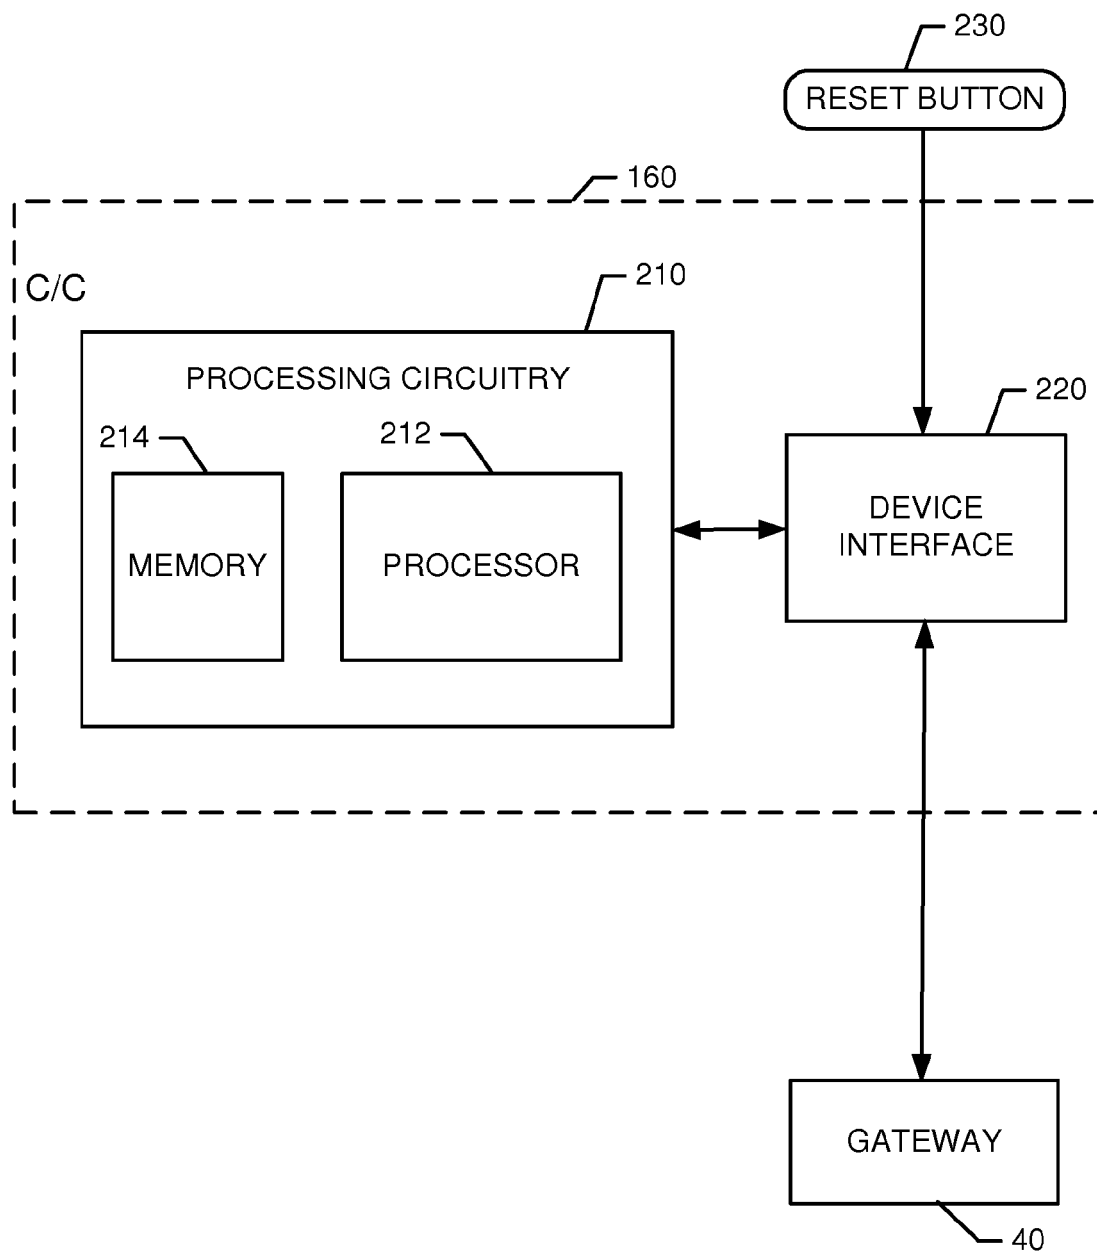 230
RESET BUTTON
160
C/C
210
PROCESSING CIRCUITRY
220
214
212
MEMORY
PROCESSOR
DEVICE
INTERFACE
GATEWAY
40